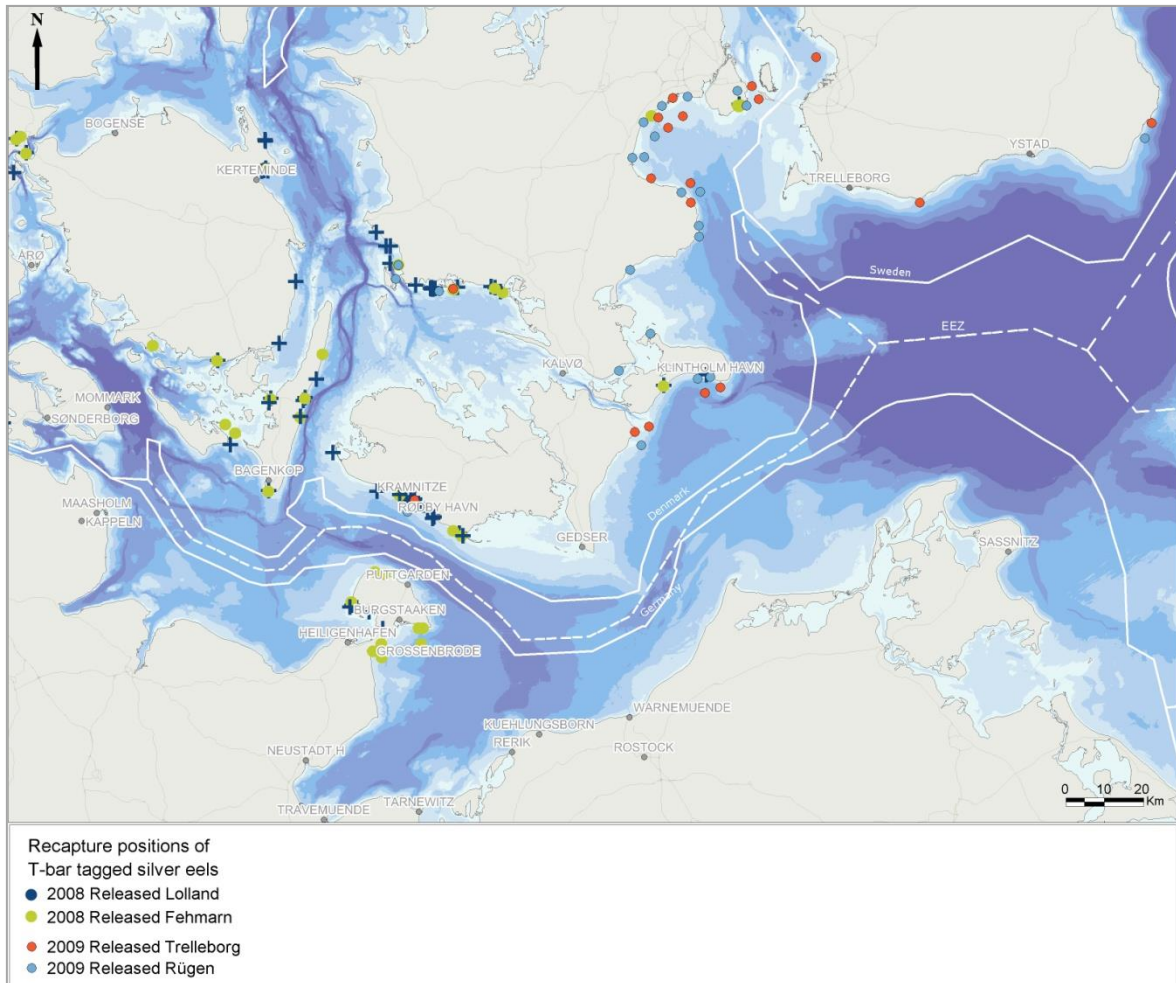 N
BOGENSE
KERTEMINDE
YSTAD
TRELLEBORG
ÅRØ
Sweden
EEZ
KALVØ
KLINTHOLM HAVN
MOMMARK
SØNDERBORG
BAGENKOP
KRAMNITZE
MAASHOLM
RØDBY HAVN
KAPPELN
Denmark
GEDSER
SASSNITZ
PUTTGARDEN
Germany
BURGSTAAKEN
HEILIGENHAFEN
GROSSENBRODE
WARNEMUENDE
KUEHLUNGSBORN
RERIK
ROSTOCK
NEUSTADT H
TARNEWITZ
TRAVEMUENDE
0 10 20
Km
Recapture positions of
T-bar tagged silver eels
2008 Released Lolland
2008 Released Fehmarn
2009 Released Trelleborg
2009 Released Rügen